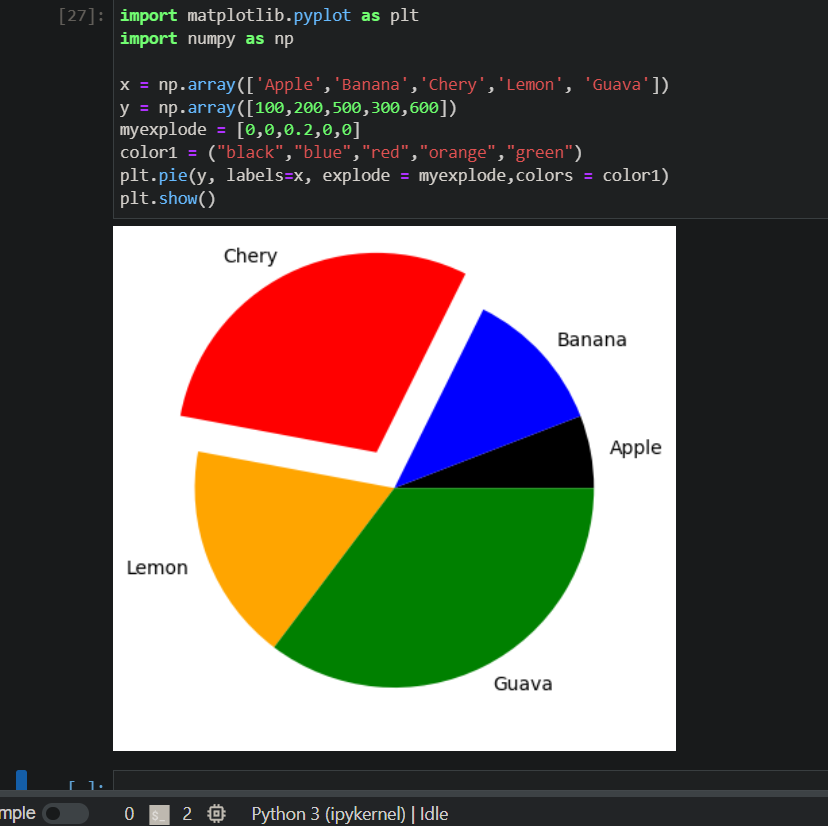 [27]: import matplotlib.pyplot as plt
import numpy as np
x = np.array(['Apple','Banana','Chery','Lemon', 'Guava'])
y = np.array([100,200,500,300,600])
myexplode = [0,0,0.2,0,0]
color1 = ("black","blue","red","orange","green")
plt.pie(y, labels=x, explode = myexplode,colors = color1)
plt.show()
Chery
Banana
Apple
Lemon
Guava
[ ]:
mple 0 $_ 2 Python 3 (ipykernel) | Idle